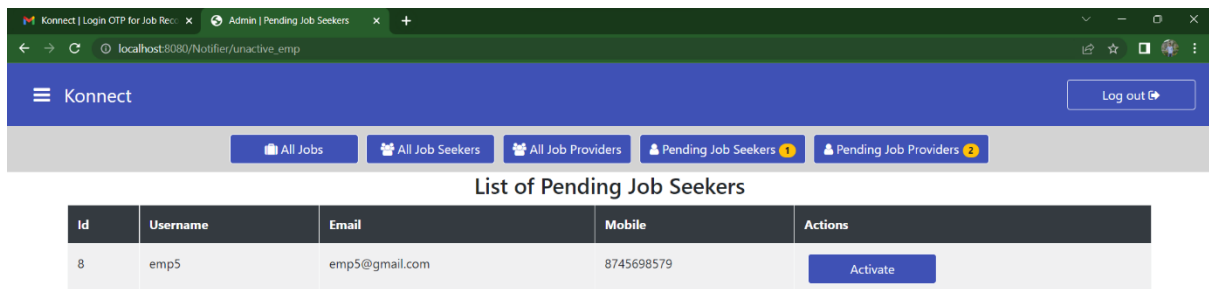 Konnect | Login OTP for Job Reco
Admin | Pending Job Seekers
localhost:8080/Notifier/unactive_emp
Konnect
Log out
All Jobs
All Job Seekers
All Job Providers
Pending Job Seekers 1
Pending Job Providers 2
List of Pending Job Seekers
Id Username Email Mobile Actions
8 emp5 emp5@gmail.com 8745698579 Activate